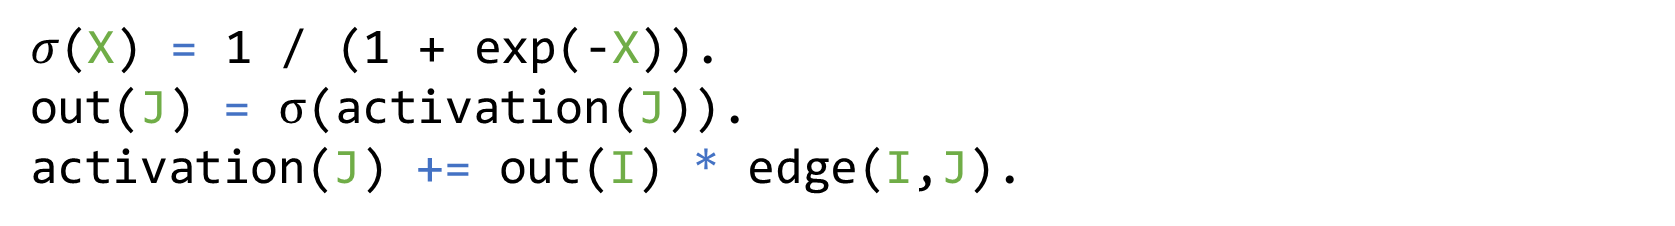 σ(X) = 1 / (1 + exp(-X)).
out(J) = σ(activation(J)).
activation(J) += out(I) * edge(I,J).